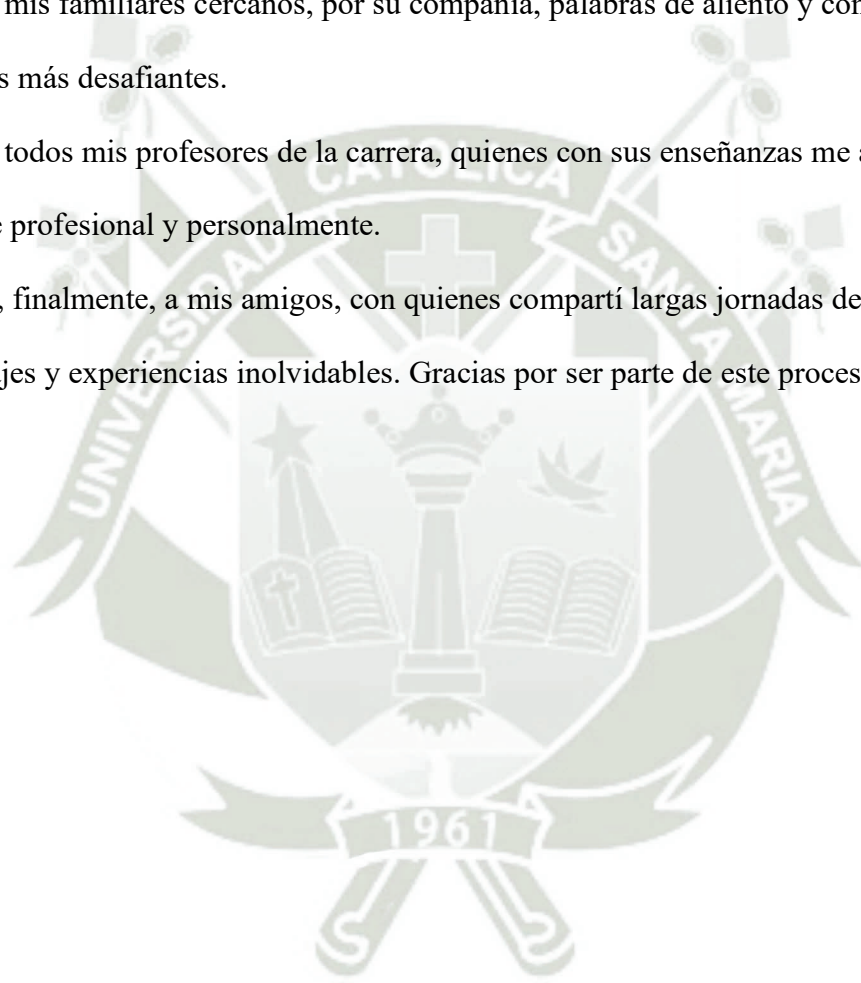 mis familiares cercanos, por su compañía, palabras de aliento y con
s más desafiantes.
todos mis profesores de la carrera, quienes con sus enseñanzas me a
e profesional y personalmente.
, finalmente, a mis amigos, con quienes compartí largas jornadas de
jes y experiencias inolvidables. Gracias por ser parte de este proces
UNIVERSIDAD CATOLICA SANTA MARIA
1961